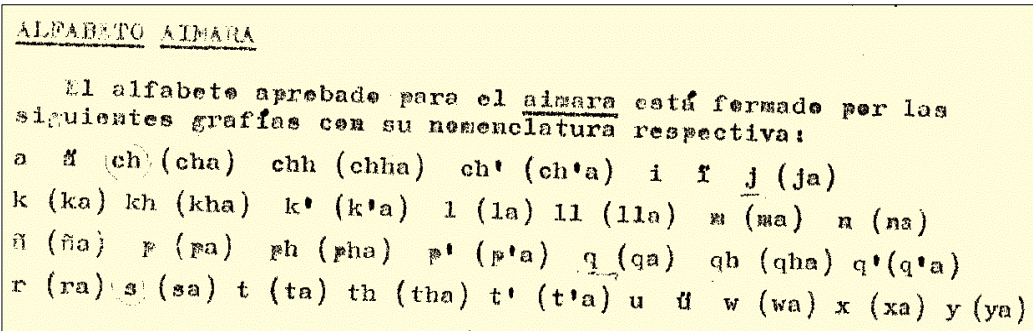 ALFABETO AIMARA
El alfabeto aprobado para el aimara está formado por las
siguientes grafías con su nomenclatura respectiva:
a ä ch (cha) chh (chha) ch' (ch'a) i ï j (ja)
k (ka) kh (kha) k' (k'a) l (la) ll (lla) m (ma) n (na)
ñ (ña) p (pa) ph (pha) p' (p'a) q (qa) qh (qha) q'(q'a)
r (ra) s (sa) t (ta) th (tha) t' (t'a) u ü w (wa) x (xa) y (ya)